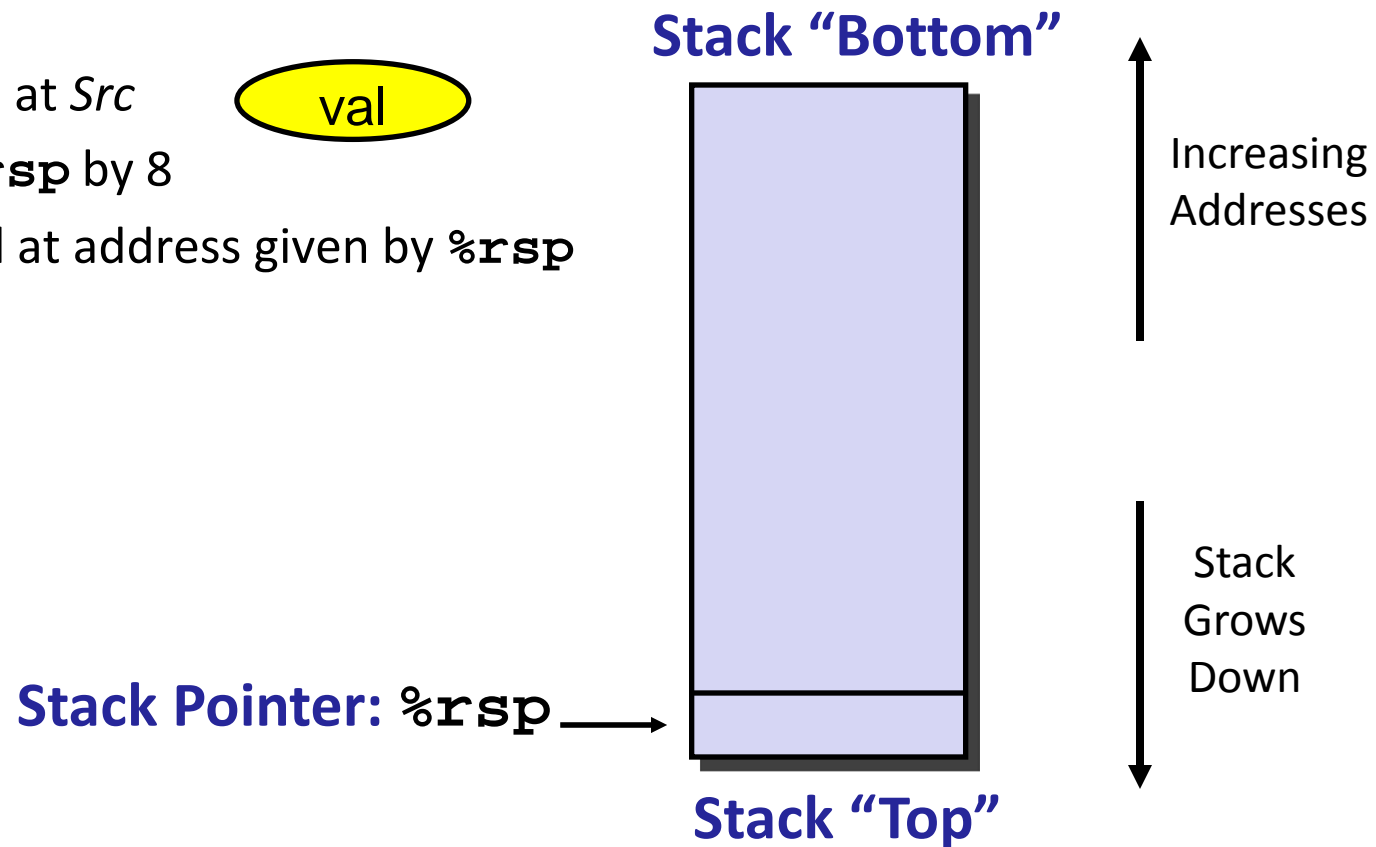 Stack “Bottom”
at Src
val
rsp by 8
at address given by %rsp
Increasing
Addresses
Stack
Grows
Down
Stack Pointer: %rsp
Stack “Top”